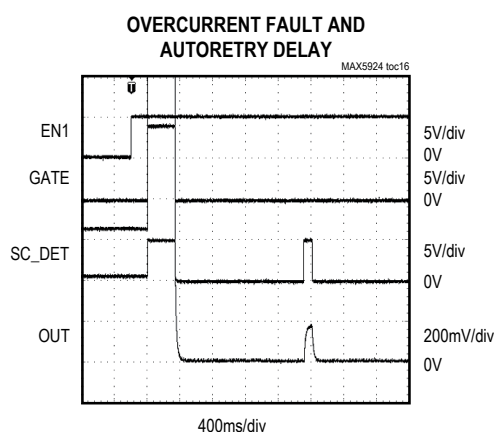 OVERCURRENT FAULT AND
AUTORETRY DELAY
MAX5924 toc16
T
EN1
5V/div
0V
GATE
5V/div
0V
SC_DET
5V/div
0V
OUT
200mV/div
0V
400ms/div